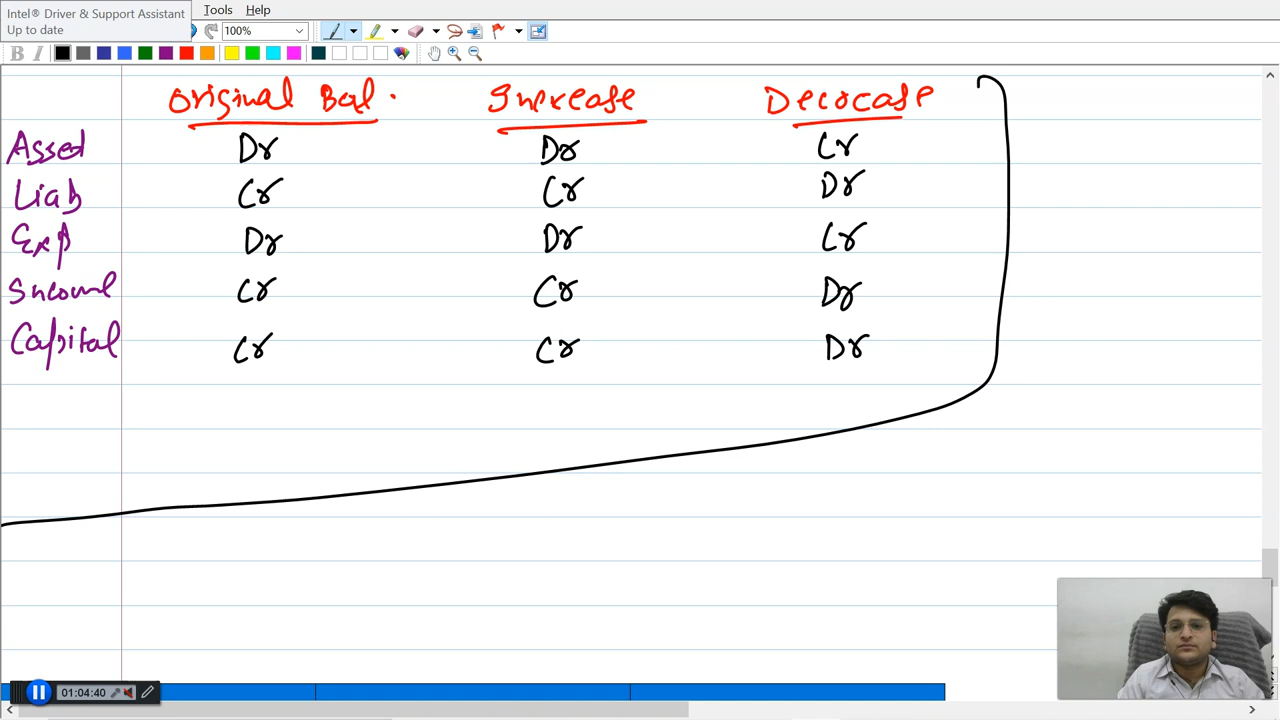 Intel® Driver & Support Assistant
Up to date
Tools Help
100%
B I
Original Bal.
Increase
Decrease
Asset Dr Dr Cr
Liab Cr Cr Dr
Exp Dr Dr Cr
Income Cr Cr Dr
Capital Cr Cr Dr
01:04:40